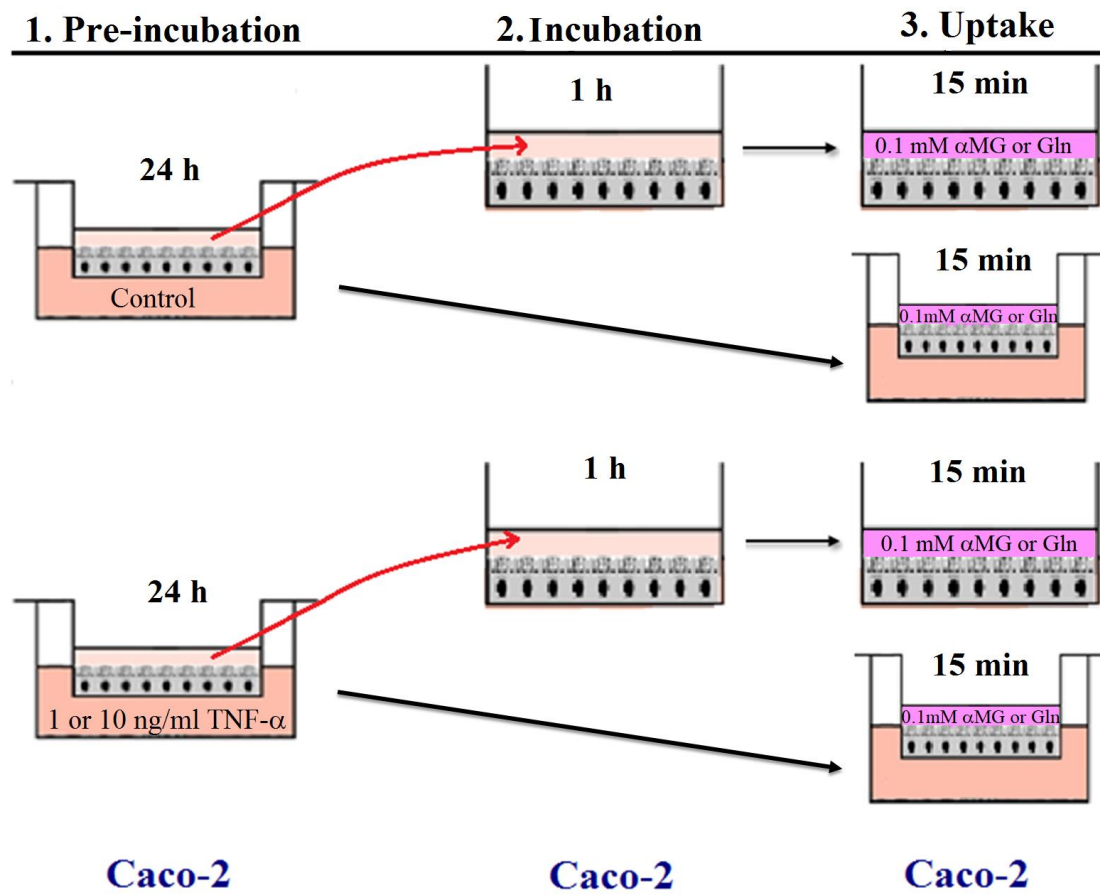 1. Pre-incubation
2. Incubation
3. Uptake
24 h
1 h
15 min
0.1 mM αMG or Gln
Control
15 min
0.1mM αMG or Gln
24 h
1 h
15 min
0.1 mM αMG or Gln
1 or 10 ng/ml TNF-α
15 min
0.1mM αMG or Gln
Caco-2
Caco-2
Caco-2